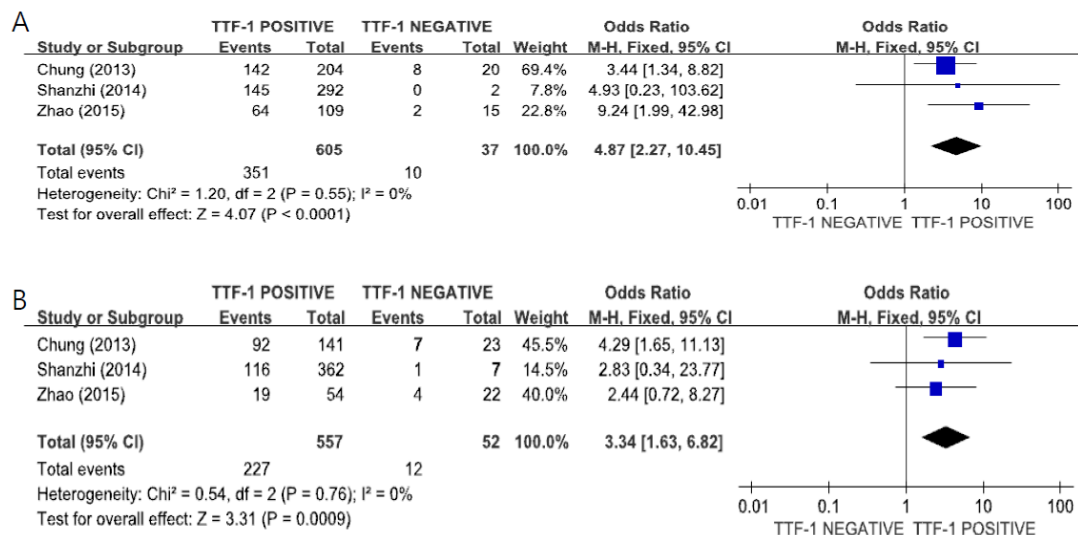 A
TTF-1 POSITIVE TTF-1 NEGATIVE Odds Ratio Odds Ratio
Study or Subgroup Events Total Events Total Weight M-H, Fixed, 95% CI M-H, Fixed, 95% CI
Chung (2013) 142 204 8 20 69.4% 3.44 [1.34, 8.82]
Shanzhi (2014) 145 292 0 2 7.8% 4.93 [0.23, 103.62]
Zhao (2015) 64 109 2 15 22.8% 9.24 [1.99, 42.98]
Total (95% CI) 605 37 100.0% 4.87 [2.27, 10.45]
Total events 351 10
Heterogeneity: Chi² = 1.20, df = 2 (P = 0.55); I² = 0%
Test for overall effect: Z = 4.07 (P < 0.0001)
0.01 0.1 1 10 100
TTF-1 NEGATIVE TTF-1 POSITIVE
B
TTF-1 POSITIVE TTF-1 NEGATIVE Odds Ratio Odds Ratio
Study or Subgroup Events Total Events Total Weight M-H, Fixed, 95% CI M-H, Fixed, 95% CI
Chung (2013) 92 141 7 23 45.5% 4.29 [1.65, 11.13]
Shanzhi (2014) 116 362 1 7 14.5% 2.83 [0.34, 23.77]
Zhao (2015) 19 54 4 22 40.0% 2.44 [0.72, 8.27]
Total (95% CI) 557 52 100.0% 3.34 [1.63, 6.82]
Total events 227 12
Heterogeneity: Chi² = 0.54, df = 2 (P = 0.76); I² = 0%
Test for overall effect: Z = 3.31 (P = 0.0009)
0.01 0.1 1 10 100
TTF-1 NEGATIVE TTF-1 POSITIVE